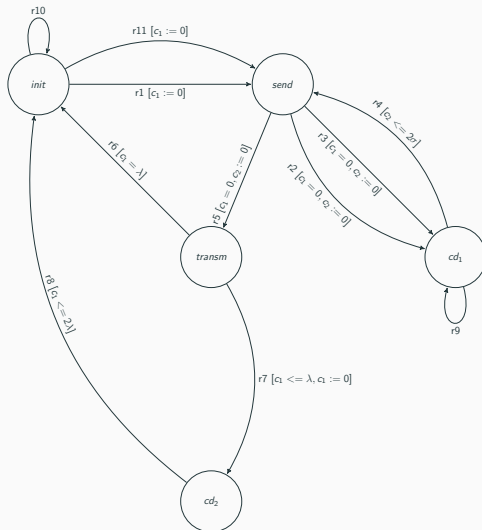 r10
r11 [c₁ := 0]
init
send
r1 [c₁ := 0]
r4 [c₂ <= 2σ]
r3 [c₁ = 0, c₂ := 0]
r6 [c₁ = λ]
r5 [c₁ = 0, c₂ := 0]
r2 [c₁ = 0, c₂ := 0]
transm
cd₁
r8 [c₁ <= 2λ]
r9
r7 [c₁ <= λ, c₁ := 0]
cd₂